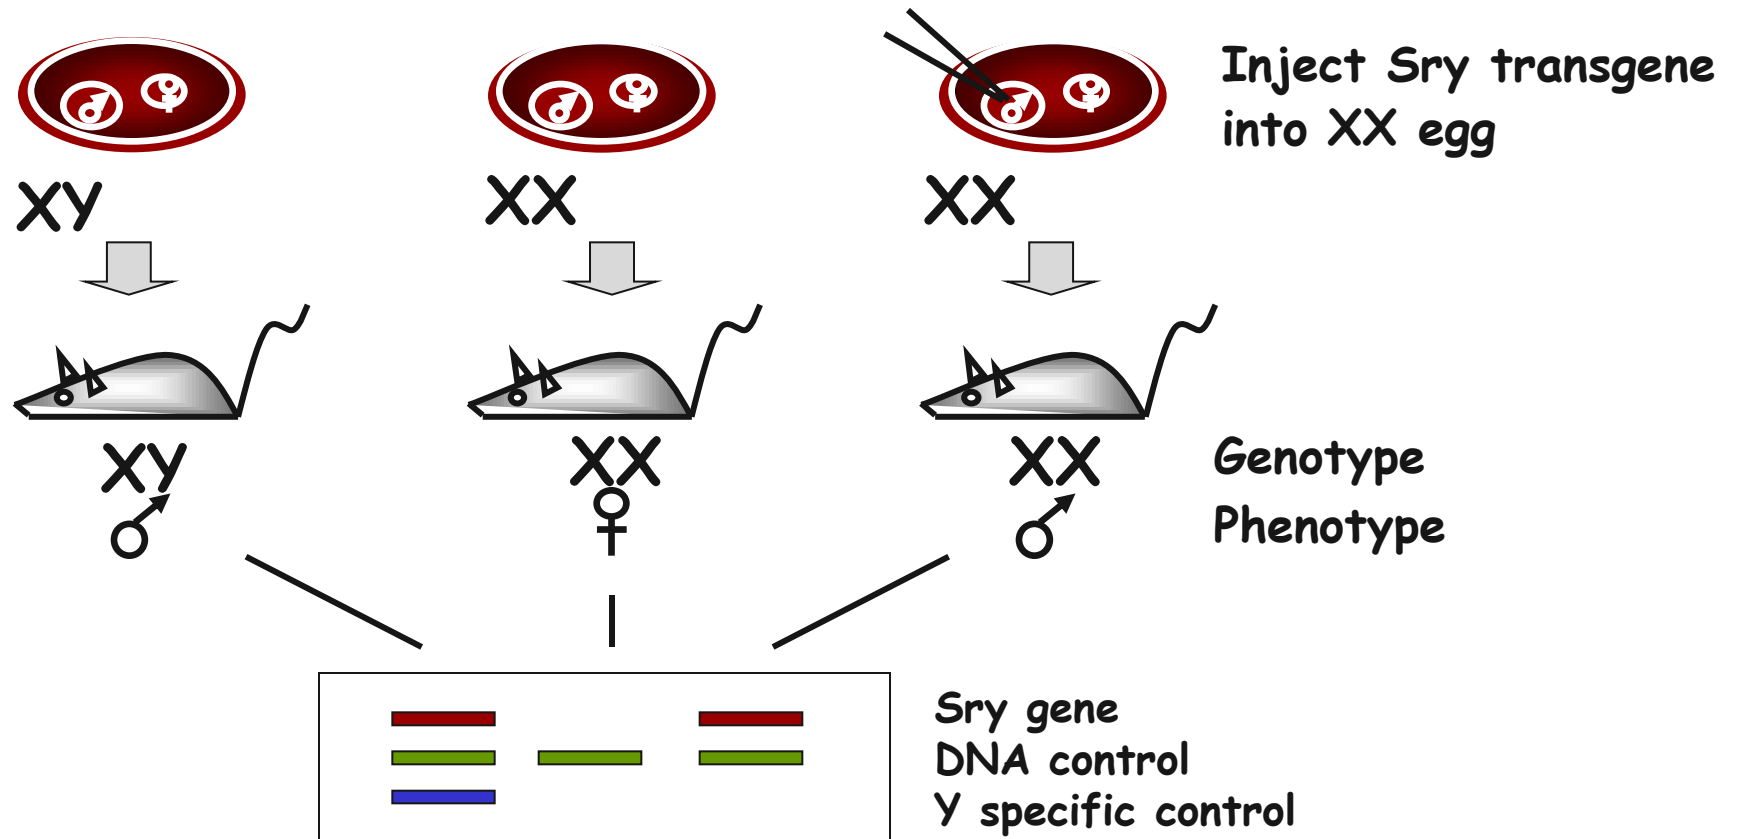 Inject Sry transgene
into XX egg
XY XX XX
XY XX XX
Genotype
Phenotype
Sry gene
DNA control
Y specific control